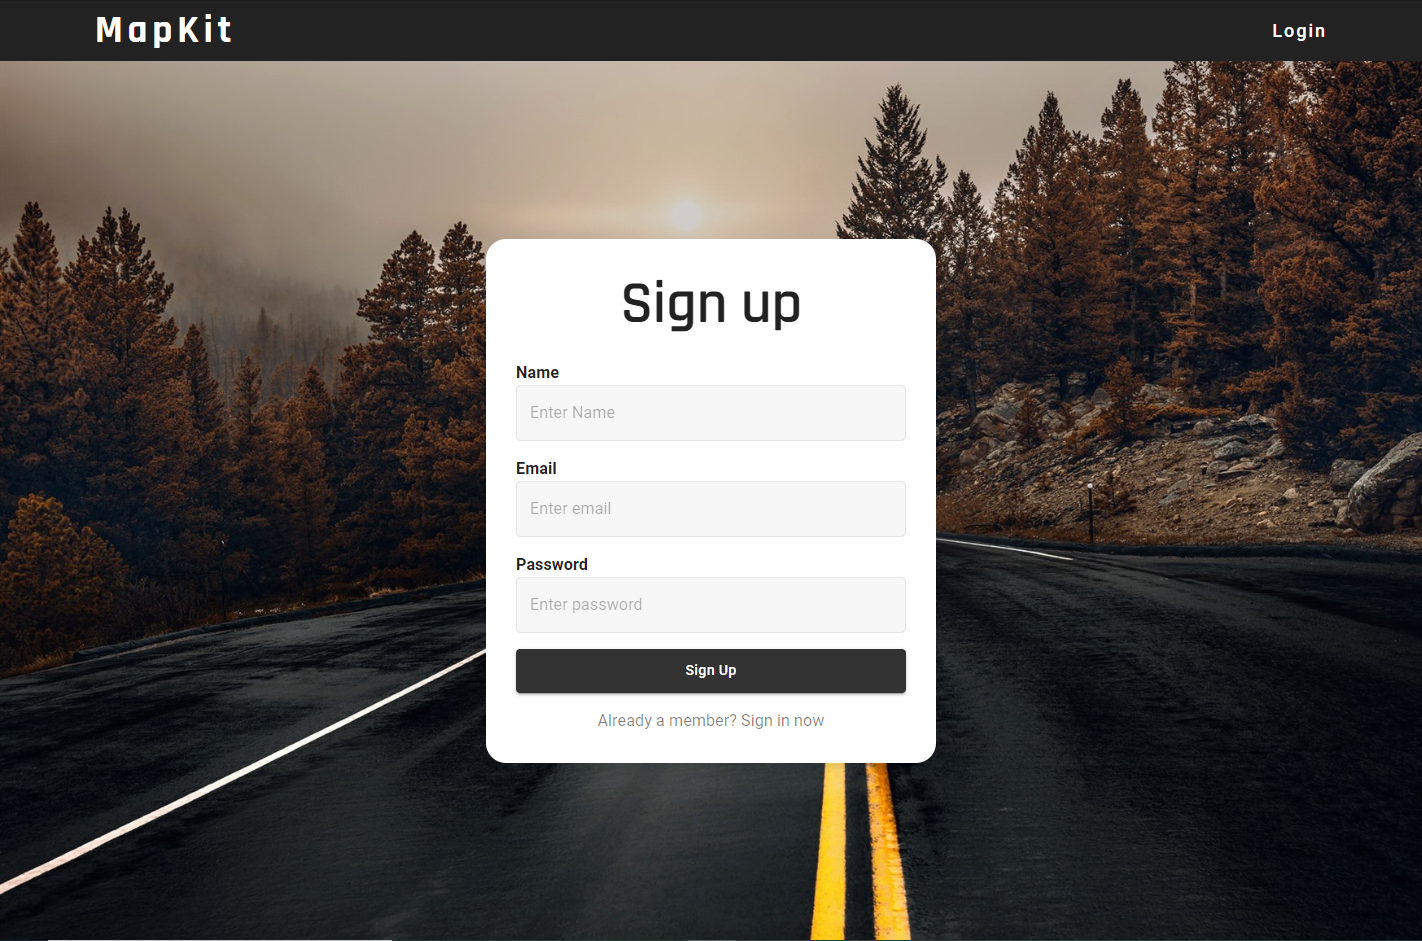 MapKit
Login
Sign up
Name
Enter Name
Email
Enter email
Password
Enter password
Sign Up
Already a member? Sign in now